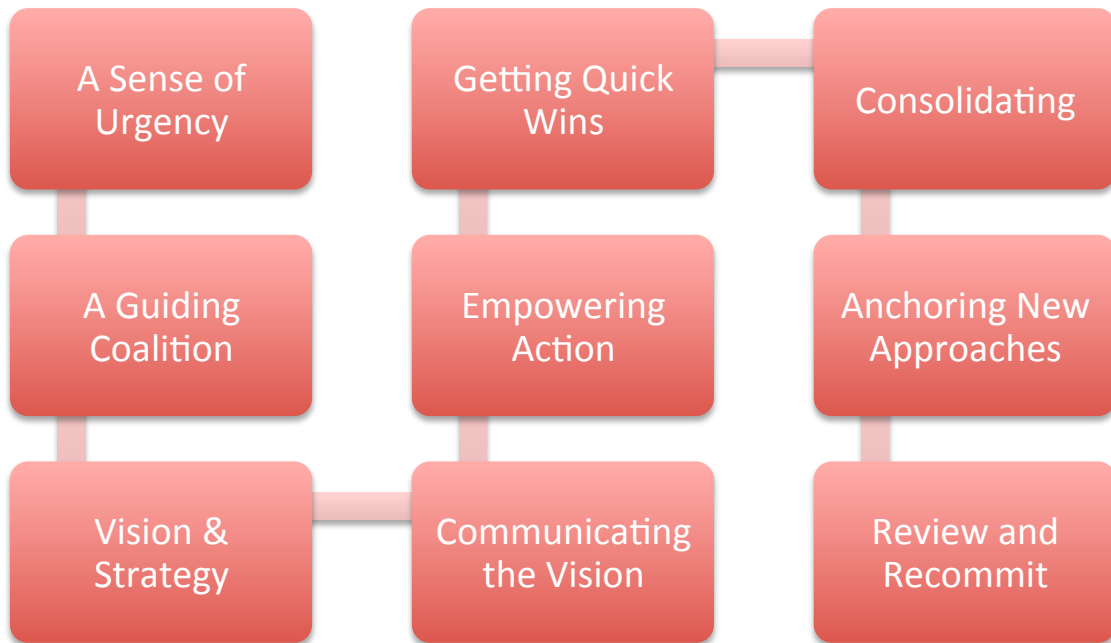 A Sense of
Urgency
A Guiding
Coalition
Vision &
Strategy
Communicating
the Vision
Empowering
Action
Getting Quick
Wins
Consolidating
Anchoring New
Approaches
Review and
Recommit